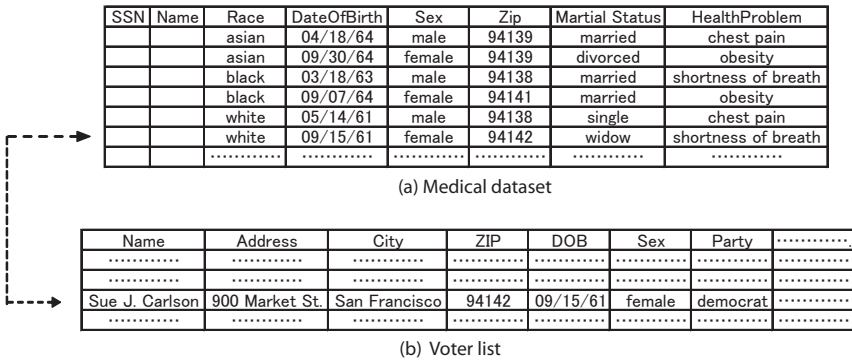 SSN Name Race DateOfBirth Sex Zip Martial Status HealthProblem
asian 04/18/64 male 94139 married chest pain
asian 09/30/64 female 94139 divorced obesity
black 03/18/63 male 94138 married shortness of breath
black 09/07/64 female 94141 married obesity
white 05/14/61 male 94138 single chest pain
white 09/15/61 female 94142 widow shortness of breath
………… ………… ………… ………… ………… …………
(a) Medical dataset
Name Address City ZIP DOB Sex Party …………
………… ………… ………… ………… ………… ………… ………… …………
………… ………… ………… ………… ………… ………… ………… …………
Sue J. Carlson 900 Market St. San Francisco 94142 09/15/61 female democrat …………
………… ………… ………… ………… ………… ………… ………… …………
(b) Voter list